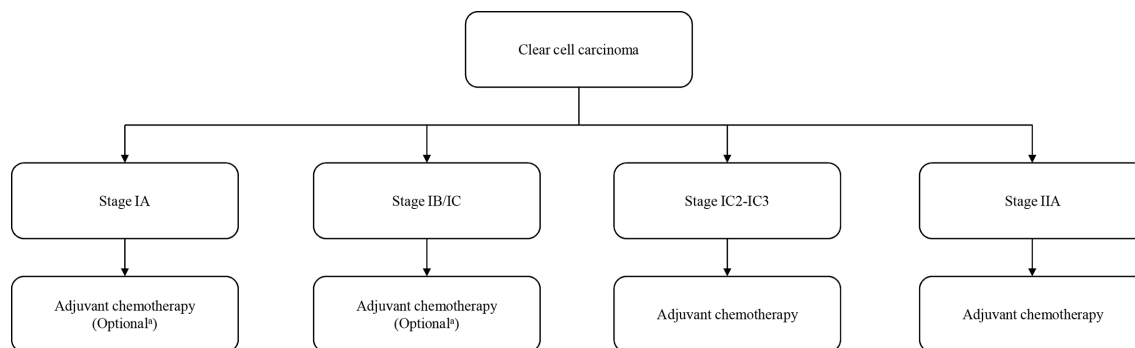 Clear cell carcinoma
Stage IA
Stage IB/IC
Stage IC2-IC3
Stage IIA
Adjuvant chemotherapy
(Optionalᵃ)
Adjuvant chemotherapy
(Optionalᵃ)
Adjuvant chemotherapy
Adjuvant chemotherapy